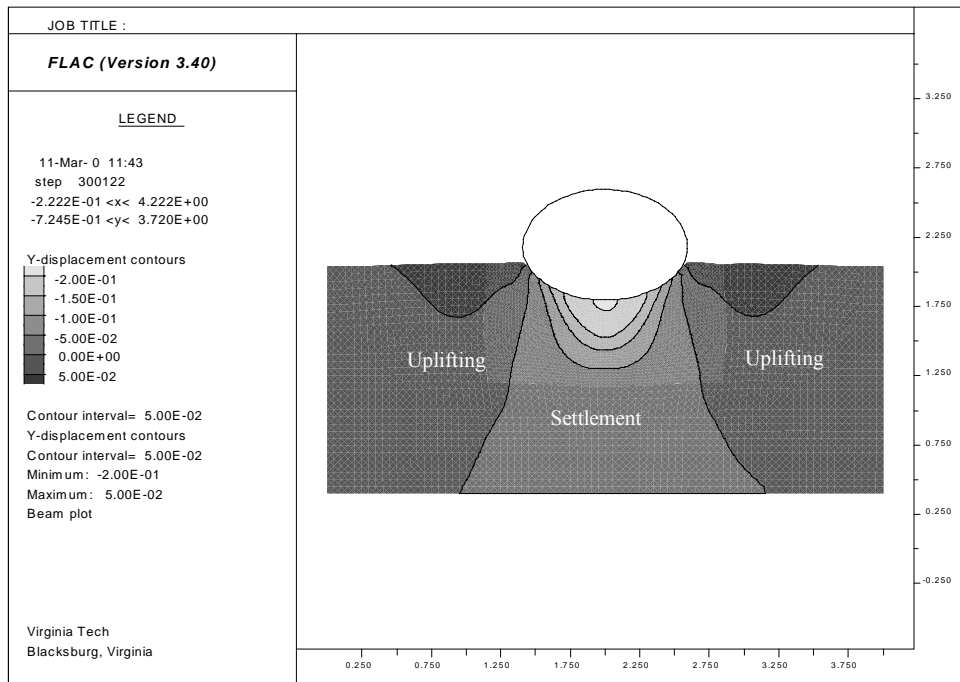 JOB TITLE :
FLAC (Version 3.40)
LEGEND
11-Mar- 0 11:43
step 300122
-2.222E-01 <x< 4.222E+00
-7.245E-01 <y< 3.720E+00
Y-displacement contours
-2.00E-01
-1.50E-01
-1.00E-01
-5.00E-02
0.00E+00
5.00E-02
Contour interval= 5.00E-02
Y-displacement contours
Contour interval= 5.00E-02
Minimum: -2.00E-01
Maximum: 5.00E-02
Beam plot
Virginia Tech
Blacksburg, Virginia
Uplifting
Uplifting
Settlement
3.250
2.750
2.250
1.750
1.250
0.750
0.250
-0.250
0.250 0.750 1.250 1.750 2.250 2.750 3.250 3.750